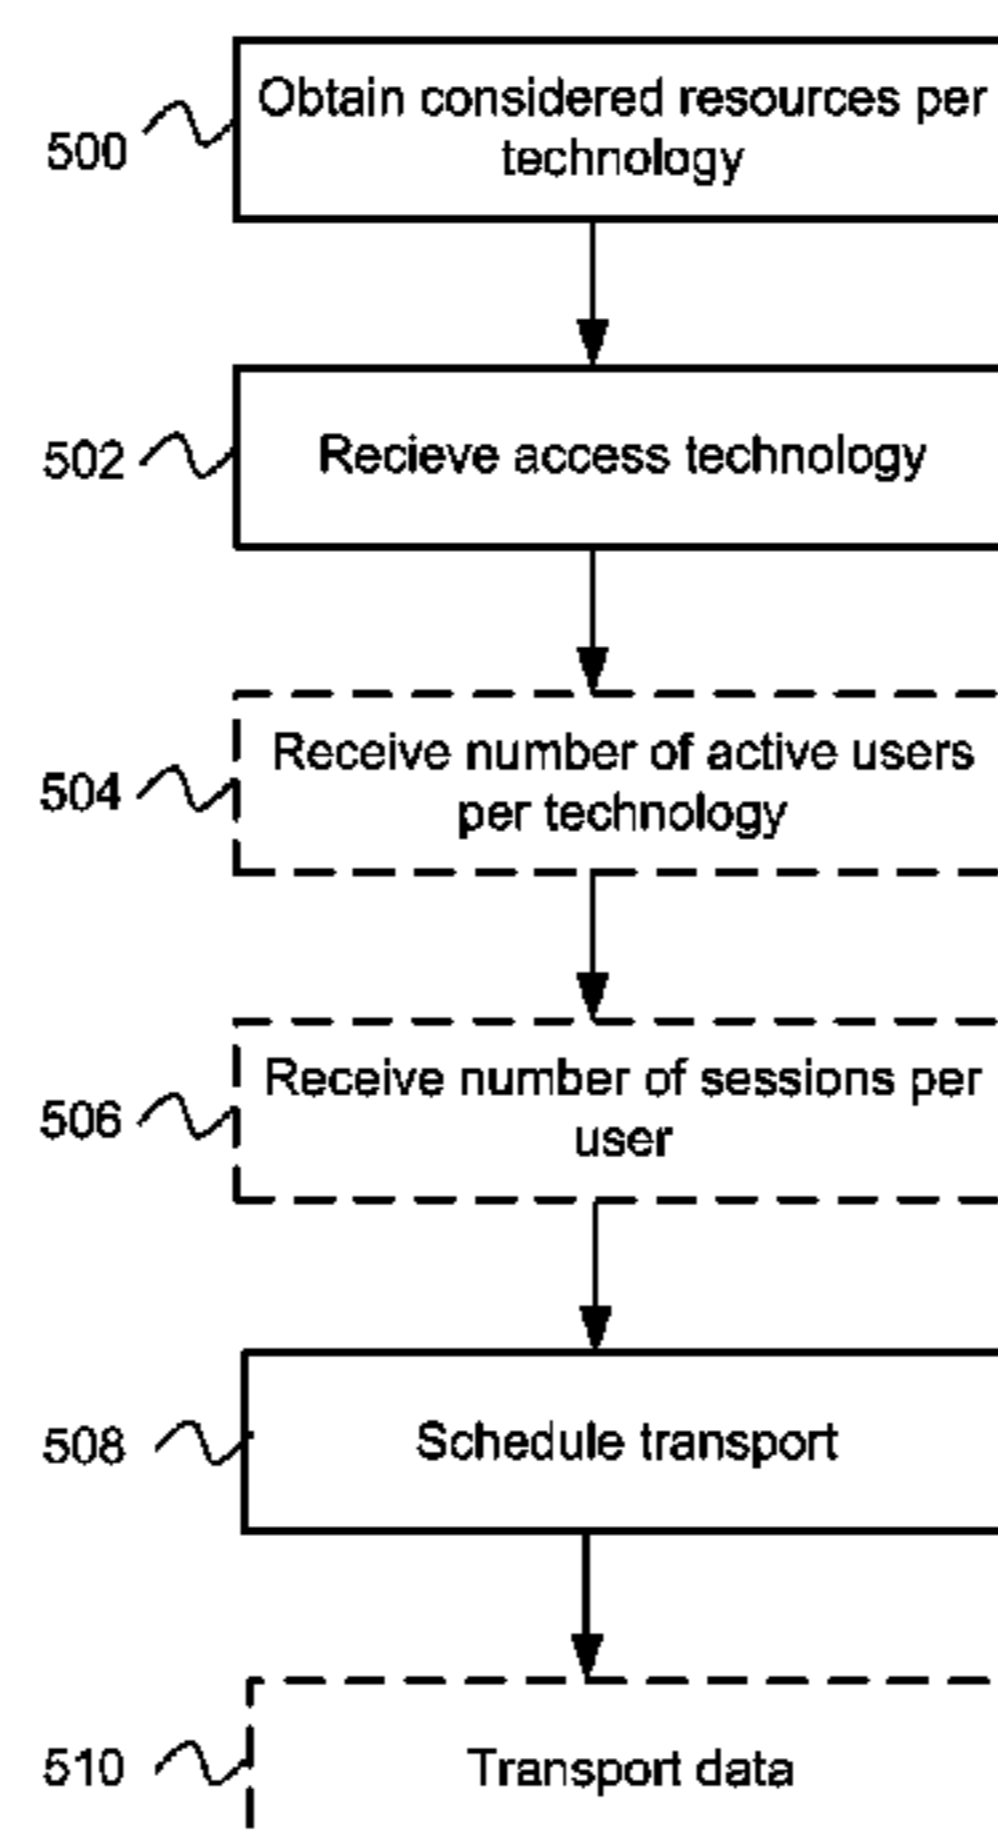 500
Obtain considered resources per
technology
502
Recieve access technology
504
Receive number of active users
per technology
506
Receive number of sessions per
user
508
Schedule transport
510
Transport data